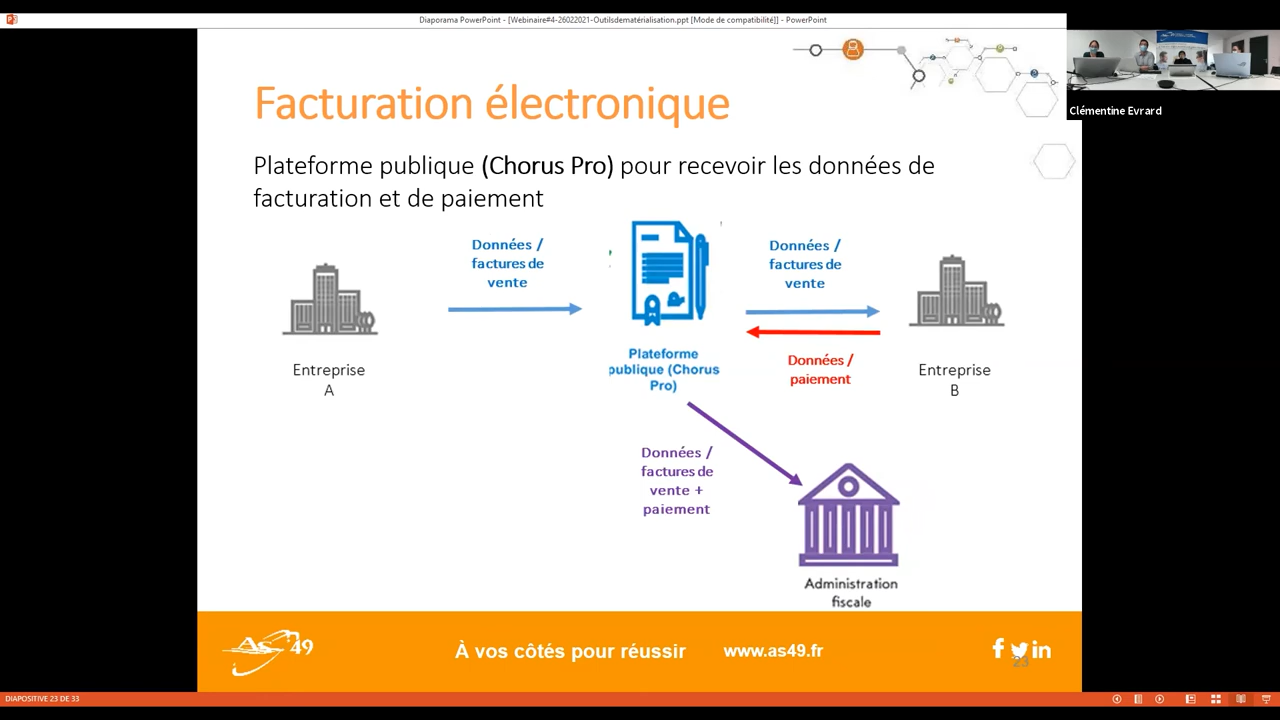 Diaporama PowerPoint - [Webinaire#4-26022021-Outilsdematérialisation.ppt [Mode de compatibilité]] - PowerPoint
Clémentine Evrard
Facturation électronique
Plateforme publique (Chorus Pro) pour recevoir les données de
facturation et de paiement
Données /
factures de
vente
Données /
factures de
vente
Entreprise
A
Plateforme
publique (Chorus
Pro)
Données /
paiement
Entreprise
B
Données /
factures de
vente +
paiement
Administration
fiscale
As 49
À vos côtés pour réussir
www.as49.fr
23
DIAPOSITIVE 23 DE 33